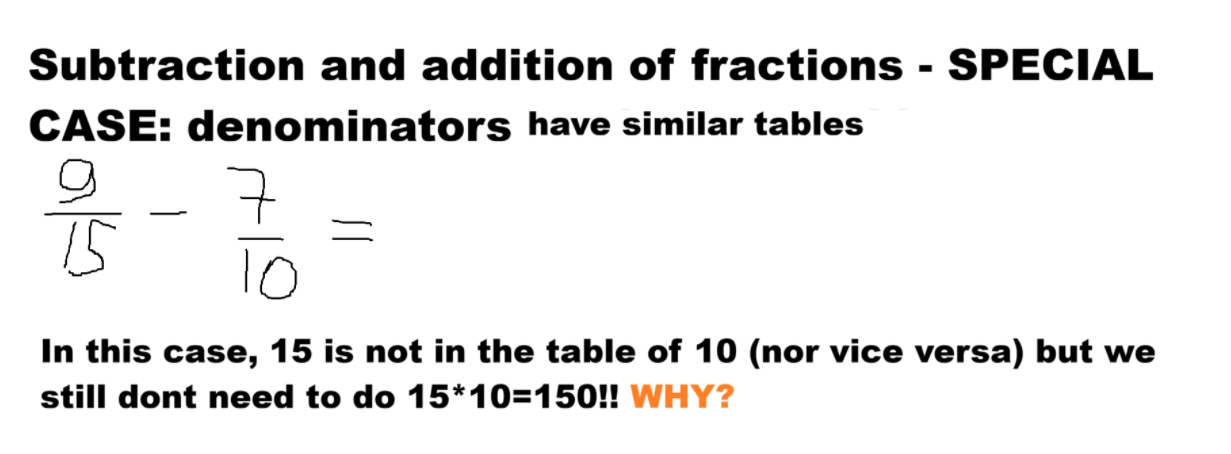 Subtraction and addition of fractions - SPECIAL
CASE: denominators have similar tables
9/15 - 7/10 =
In this case, 15 is not in the table of 10 (nor vice versa) but we
still dont need to do 15*10=150!! WHY?